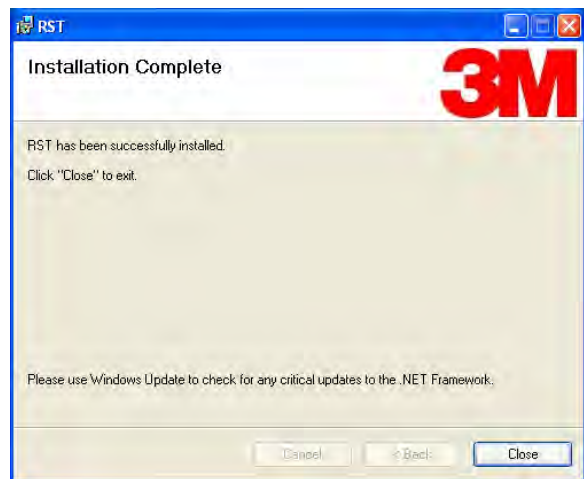 RST
Installation Complete
3M
RST has been successfully installed.
Click "Close" to exit.
Please use Windows Update to check for any critical updates to the .NET Framework.
Cancel
< Back
Close